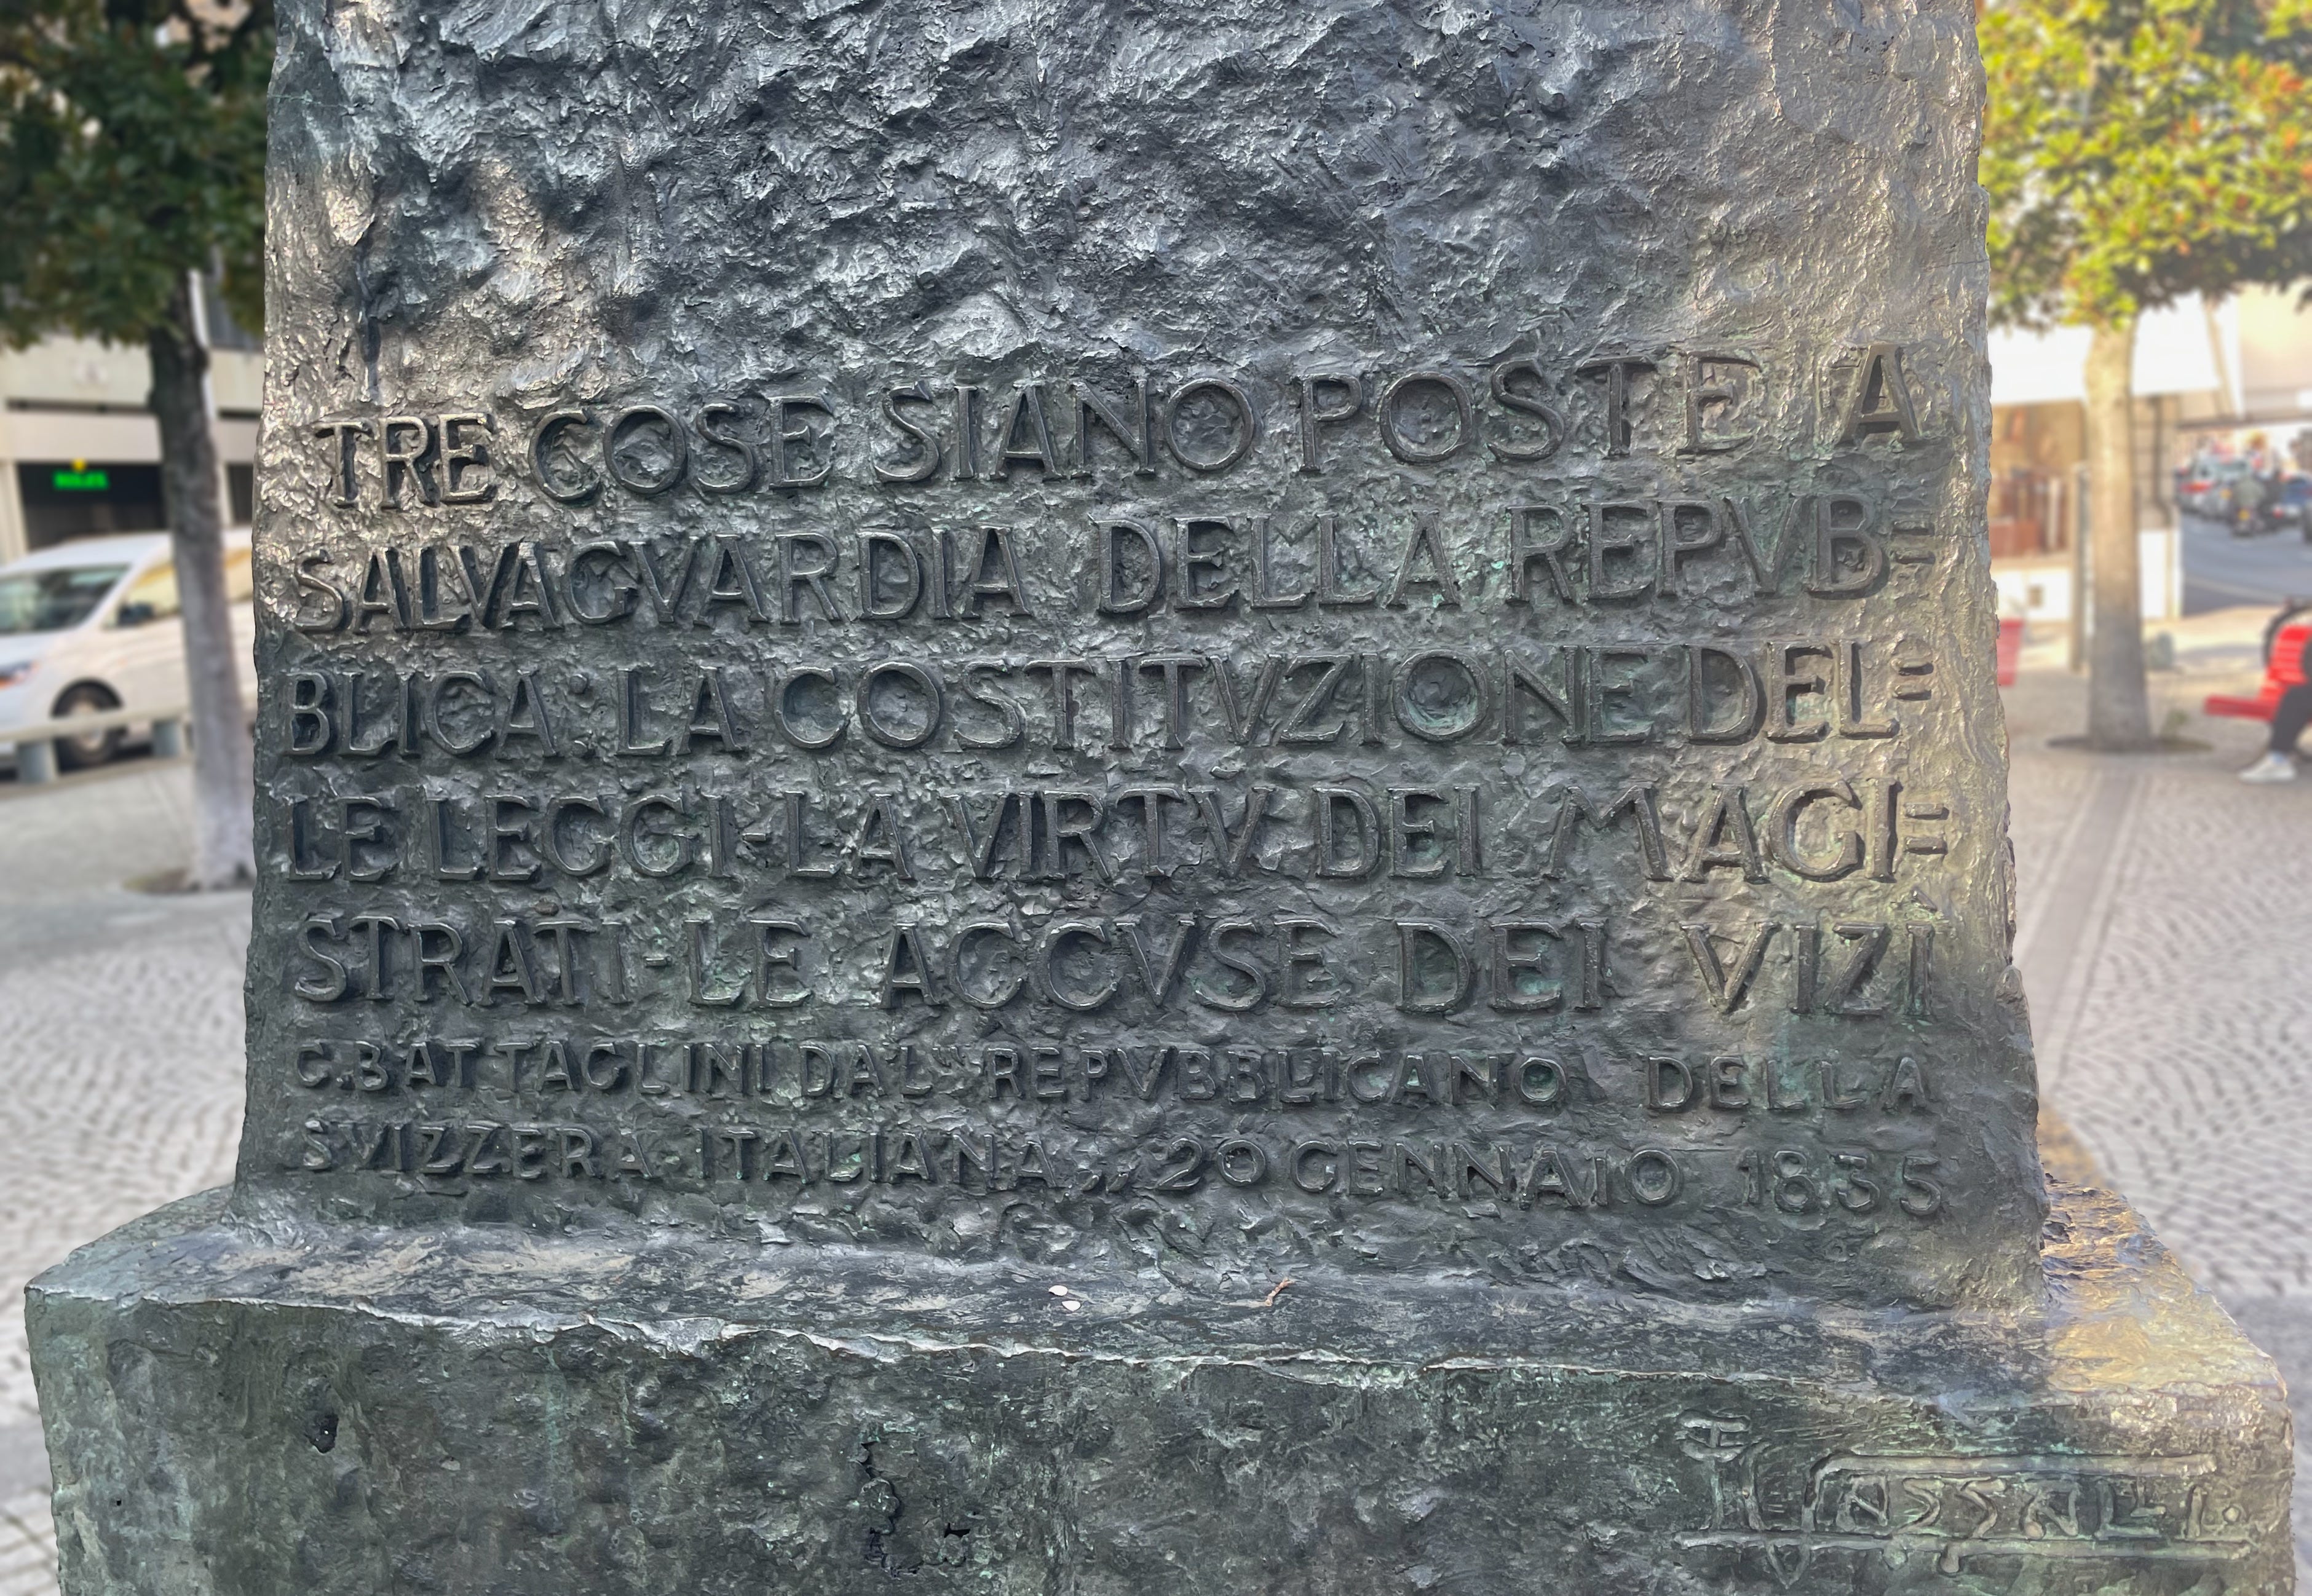 TRE COSE SIANO POSTE A
SALVAGVARDIA DELLA REPVB=
BLICA: LA COSTITVZIONE DEL=
LE LEGGI-LA VIRTV DEI MAGI=
STRATI-LE ACCVSE DEI VIZÌ
C.BATTAGLINI DAL „REPVBBLICANO DELLA
SVIZZERA ITALIANA„ 20 GENNAIO 1835